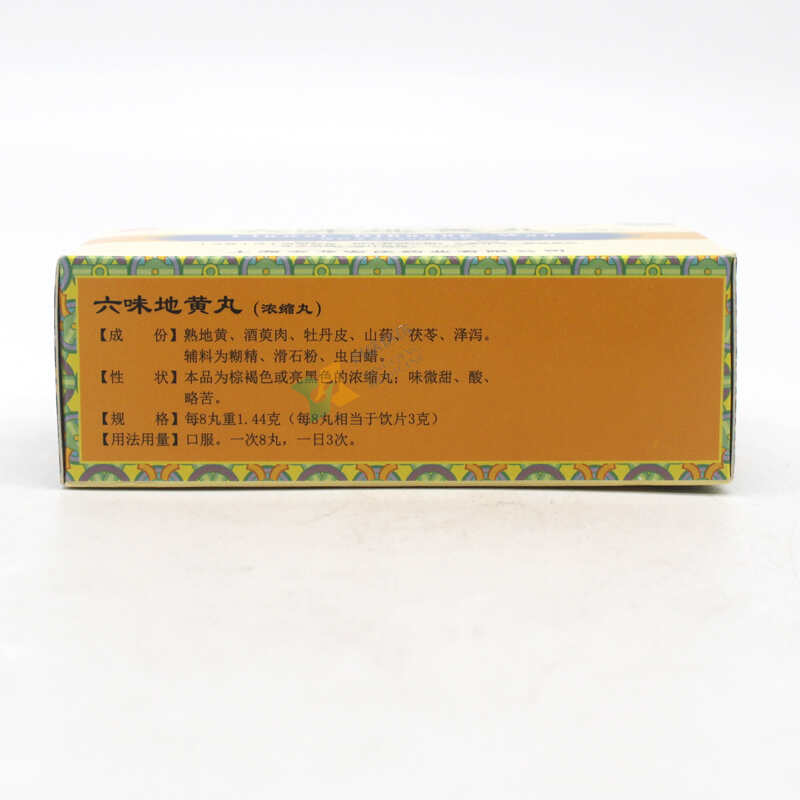 六味地黄丸(浓缩丸)
【成 份】熟地黄、酒萸肉、牡丹皮、山药、茯苓、泽泻。
辅料为糊精、滑石粉、虫白蜡。
【性 状】本品为棕褐色或亮黑色的浓缩丸;味微甜、酸、
略苦。
【规 格】每8丸重1.44克(每8丸相当于饮片3克)
【用法用量】口服。一次8丸,一日3次。